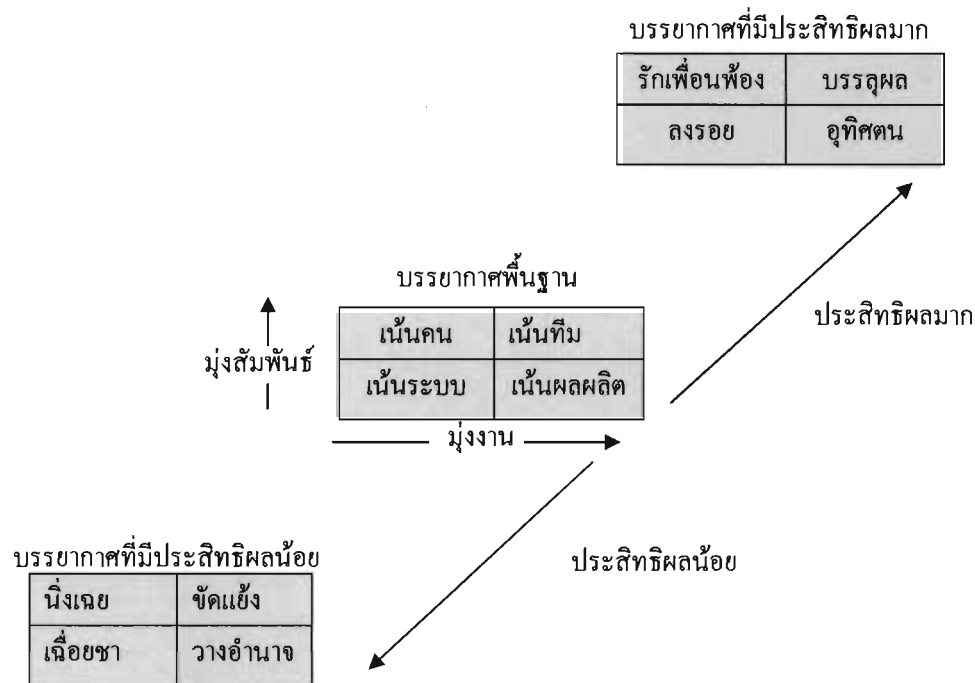 บรรยากาศที่มีประสิทธิผลมาก
รักเพื่อนพ้อง บรรลุผล
ลงรอย อุทิศตน
ประสิทธิผลมาก
บรรยากาศพื้นฐาน
มุ่งสัมพันธ์
เน้นคน เน้นทีม
เน้นระบบ เน้นผลผลิต
มุ่งงาน
ประสิทธิผลน้อย
บรรยากาศที่มีประสิทธิผลน้อย
นิ่งเฉย ขัดแย้ง
เฉื่อยชา วางอำนาจ